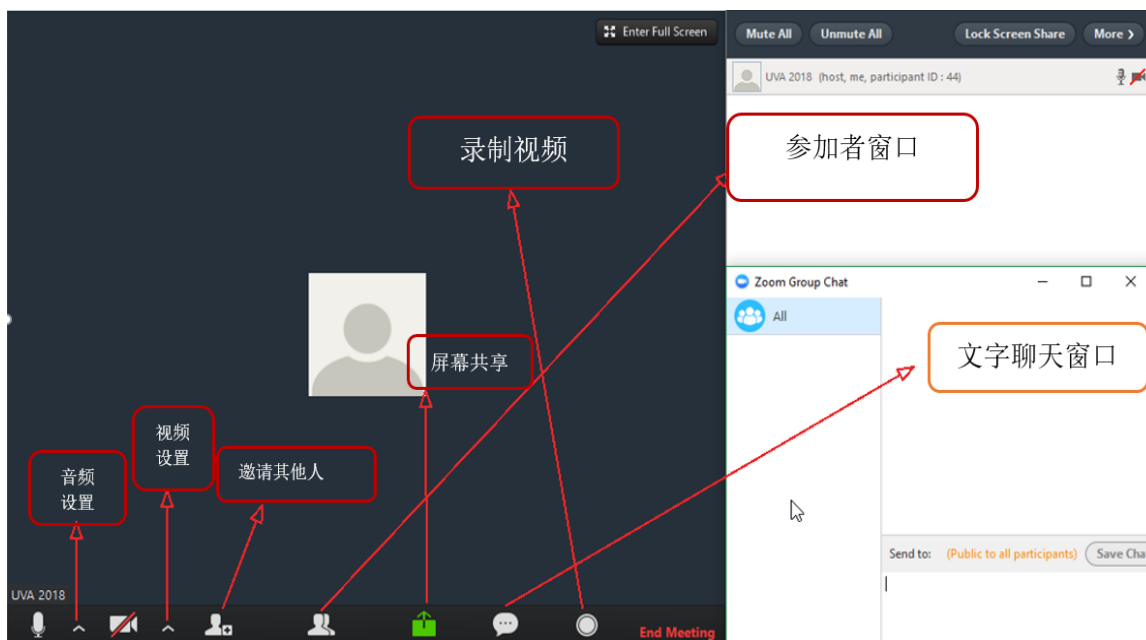 Enter Full Screen
Mute All
Unmute All
Lock Screen Share
More
UVA 2018 (host, me, participant ID : 44)
录制视频
参加者窗口
Zoom Group Chat
All
屏幕共享
文字聊天窗口
视频
设置
音频
设置
邀请其他人
Send to: (Public to all participants) Save Cha
UVA 2018
End Meeting